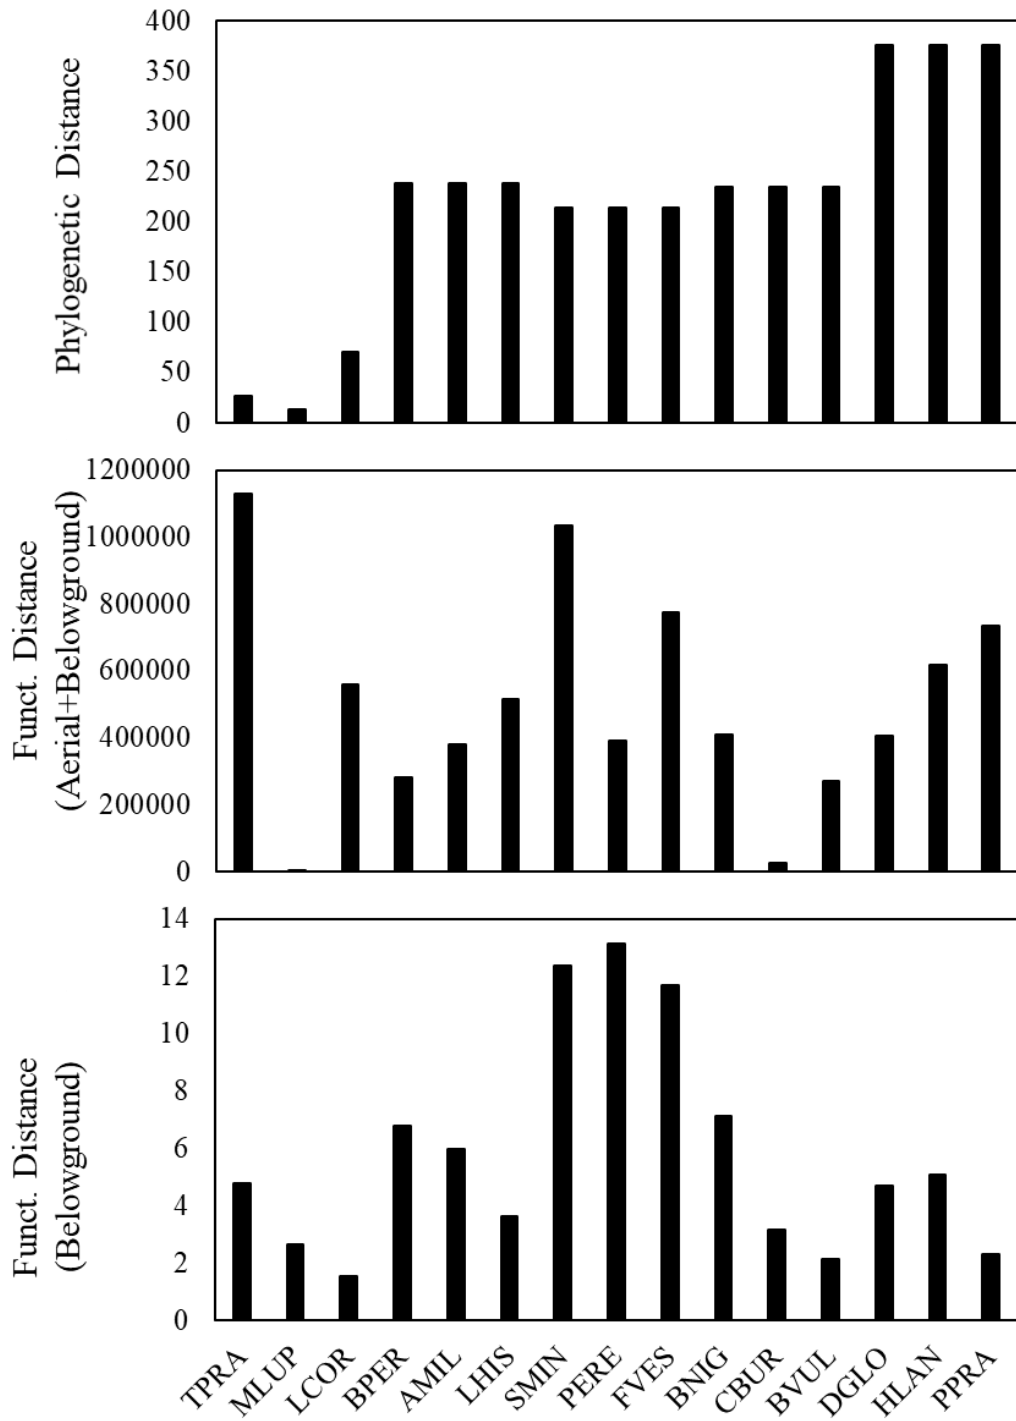 Phylogenetic Distance
400
350
300
250
200
150
100
50
0
Funct. Distance
(Aerial+Belowground)
1200000
1000000
800000
600000
400000
200000
0
Funct. Distance
(Belowground)
14
12
10
8
6
4
2
0
TPRA
MLUP
LCOR
BPER
AMIL
LHIS
SMIN
PERE
FVES
BNIG
CBUR
BVUL
DGLO
HLAN
PPRA